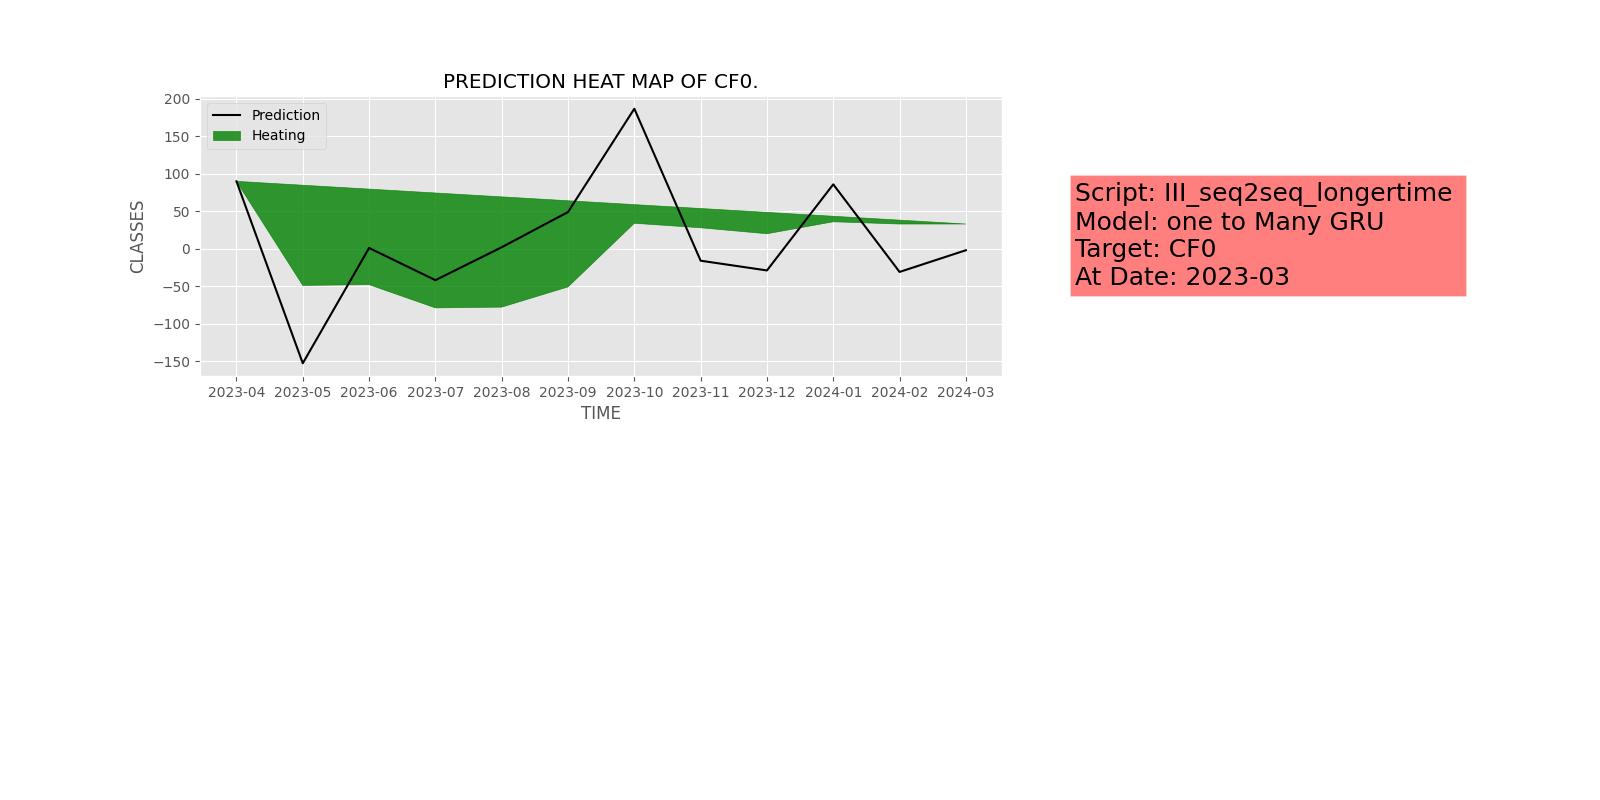 PREDICTION HEAT MAP OF CF0.
Prediction
Heating
CLASSES
200
150
100
50
0
−50
−100
−150
2023-04 2023-05 2023-06 2023-07 2023-08 2023-09 2023-10 2023-11 2023-12 2024-01 2024-02 2024-03
TIME
Script: III_seq2seq_longertime
Model: one to Many GRU
Target: CF0
At Date: 2023-03